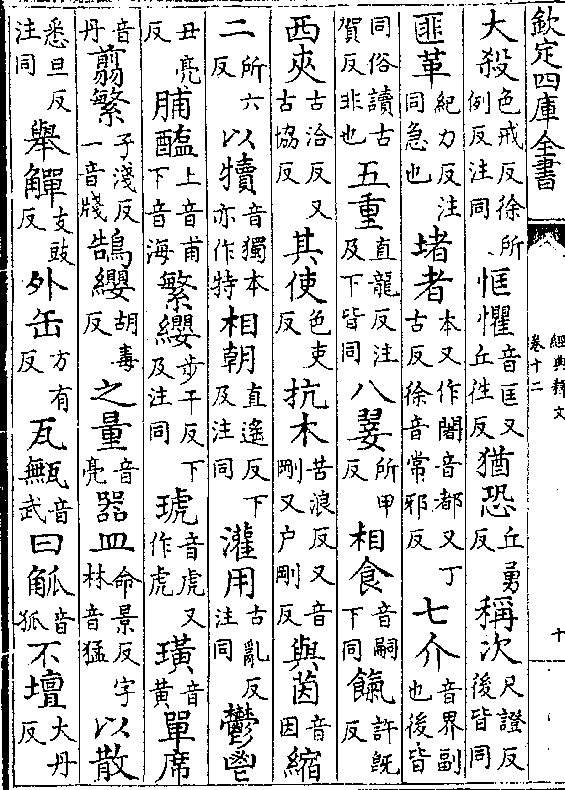 欽定四庫全書
經典釋文
卷十二
十
大殺色戒反徐所例反注同恇懼音匡又丘徃反猶恐丘勇反稱次尺證反後皆同
匪革紀力反注同急也堵者本又作闍音都又丁古反徐音常邪反七介音界副也後皆
同俗讀古賀反非也五重直龍反注及下皆同八翣所甲反相食音嗣下同餼許既反
西夾古洽反又古協反其使色吏反抗木苦浪反又音剛又户剛反與茵音因縮
二所六反以犢音獨本亦作特相朝直遙反下及注同灌用古亂反注同鬱鬯
丑亮反脯醢上音甫下音海繁纓步干反下及注同琥音虎又作虎璜音黃單席
音丹翦繁子淺反一音牋鵠纓胡毒反之量音亮器皿命景反字林音猛以散
悉旦反注同舉觶支豉反外缶方有反瓦甒音武曰觚音狐不壇大丹反